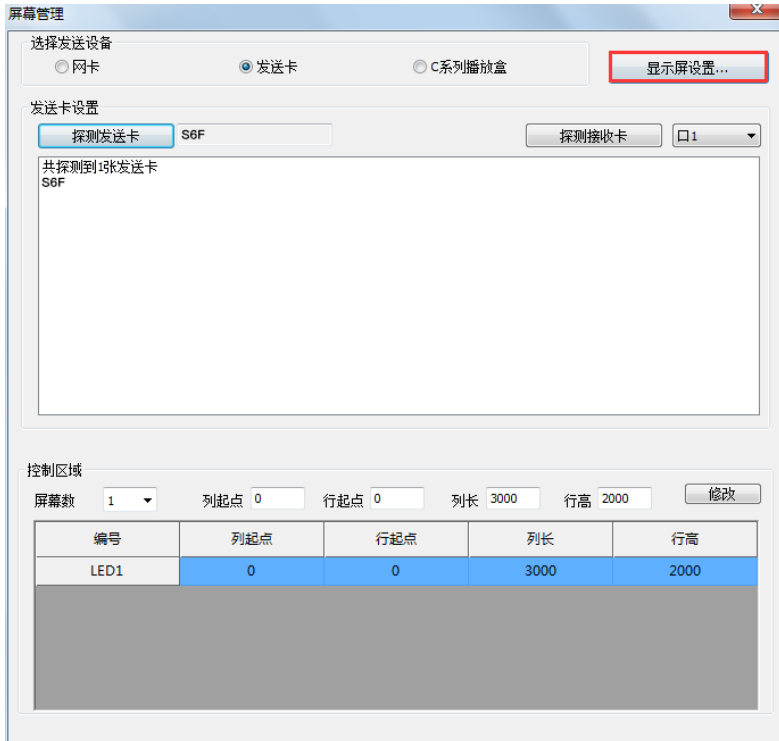 屏幕管理
选择发送设备
网卡 发送卡 C系列播放盒 显示屏设置...
发送卡设置
探测发送卡 S6F 探测接收卡 口1
共探测到1张发送卡
S6F
控制区域
屏幕数 1 列起点 0 行起点 0 列长 3000 行高 2000 修改
编号 列起点 行起点 列长 行高
LED1 0 0 3000 2000